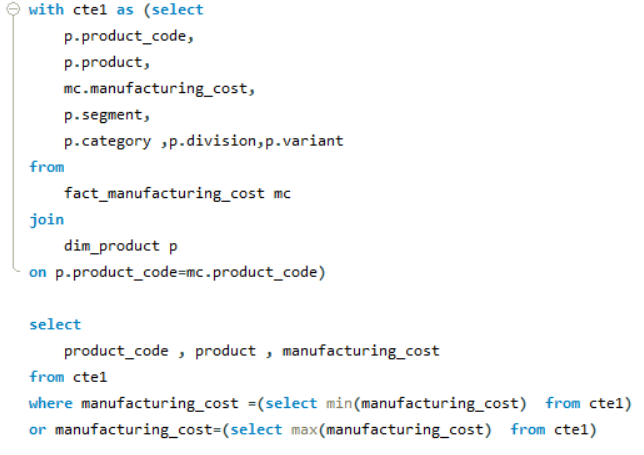 with cte1 as (select
p.product_code,
p.product,
mc.manufacturing_cost,
p.segment,
p.category ,p.division,p.variant
from
fact_manufacturing_cost mc
join
dim_product p
on p.product_code=mc.product_code)
select
product_code , product , manufacturing_cost
from cte1
where manufacturing_cost =(select min(manufacturing_cost)  from cte1)
or manufacturing_cost=(select max(manufacturing_cost)  from cte1)